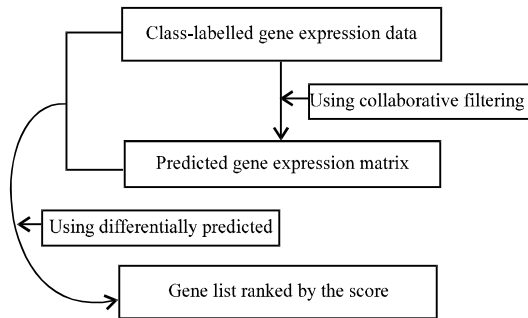 Class-labelled gene expression data
Using collaborative filtering
Predicted gene expression matrix
Using differentially predicted
Gene list ranked by the score